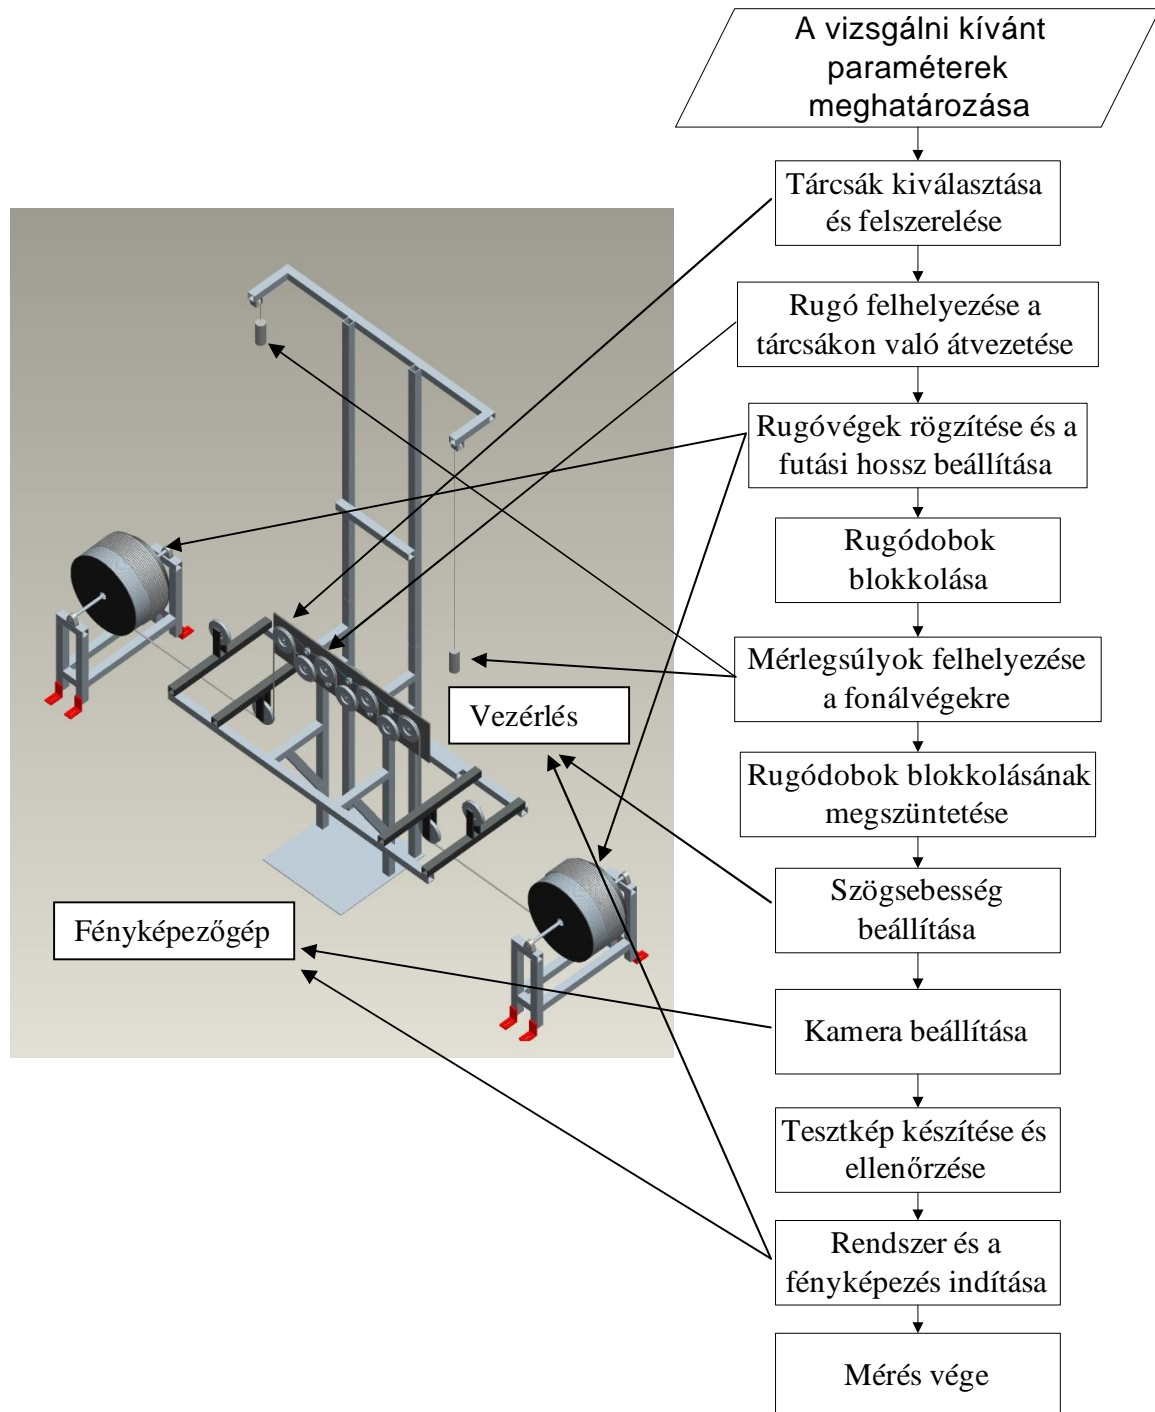 A vizsgálni kívánt
paraméterek
meghatározása
Tárcsák kiválasztása
és felszerelése
Rugó felhelyezése a
tárcsákon való átvezetése
Rugóvégek rögzítése és a
futási hossz beállítása
Rugódobok
blokkolása
Mérlegsúlyok felhelyezése
a fonálvégekre
Vezérlés
Rugódobok blokkolásának
megszüntetése
Szögsebesség
beállítása
Fényképezőgép
Kamera beállítása
Tesztkép készítése és
ellenőrzése
Rendszer és a
fényképezés indítása
Mérés vége